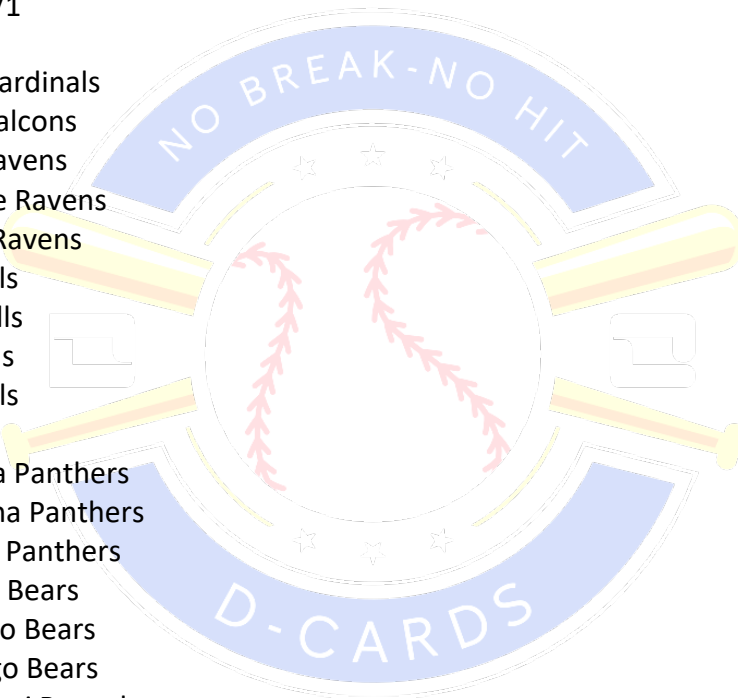 /1
NO BREAK-NO HIT
ardinals
alcons
avens
e Ravens
Ravens
ls
lls
s
ls
a Panthers
na Panthers
Panthers
Bears
o Bears
go Bears
D-CARDS